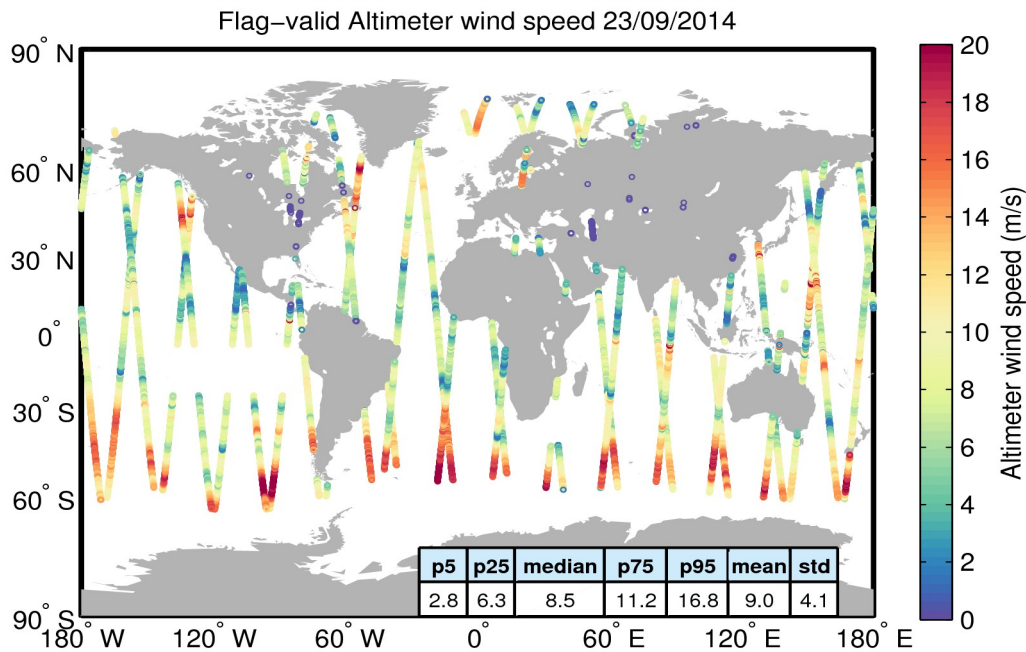 Flag−valid Altimeter wind speed 23/09/2014
90° N
60° N
30° N
0°
30° S
60° S
90° S
180° W
120° W
60° W
0°
60° E
120° E
180° E
p5 p25 median p75 p95 mean std
2.8 6.3 8.5 11.2 16.8 9.0 4.1
20
18
16
14
12
10
8
6
4
2
0
Altimeter wind speed (m/s)